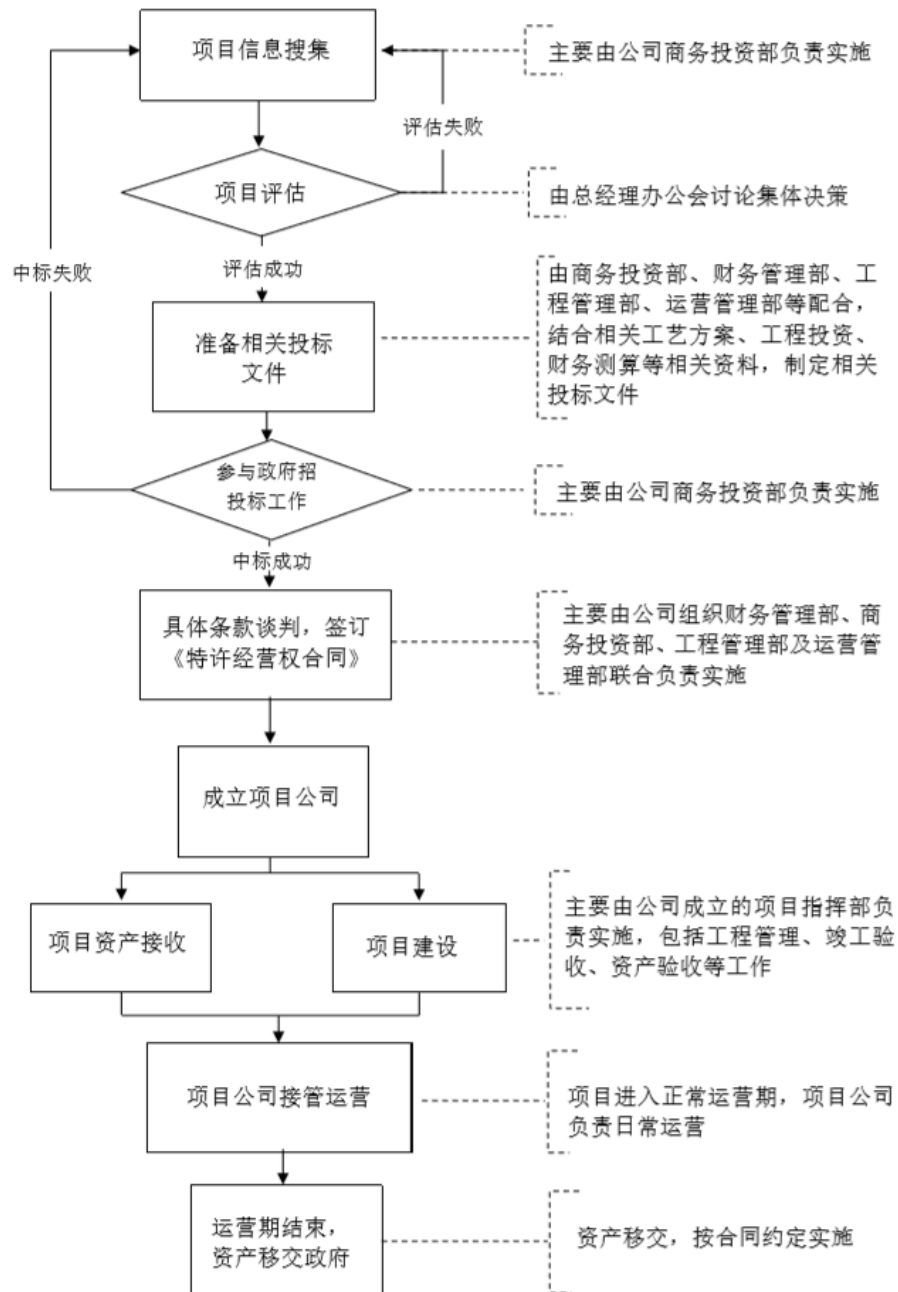 项目信息搜集
主要由公司商务投资部负责实施
评估失败
项目评估
由总经理办公会讨论集体决策
中标失败
评估成功
由商务投资部、财务管理部、工
程管理部、运营管理部等配合，
结合相关工艺方案、工程投资、
财务测算等相关资料，制定相关
投标文件
准备相关投标
文件
参与政府招
投标工作
主要由公司商务投资部负责实施
中标成功
具体条款谈判，签订
《特许经营权合同》
主要由公司组织财务管理部、商
务投资部、工程管理部及运营管
理部联合负责实施
成立项目公司
项目资产接收
项目建设
主要由公司成立的项目指挥部负
责实施，包括工程管理、竣工验
收、资产验收等工作
项目公司接管运营
项目进入正常运营期，项目公司
负责日常运营
运营期结束，
资产移交政府
资产移交，按合同约定实施